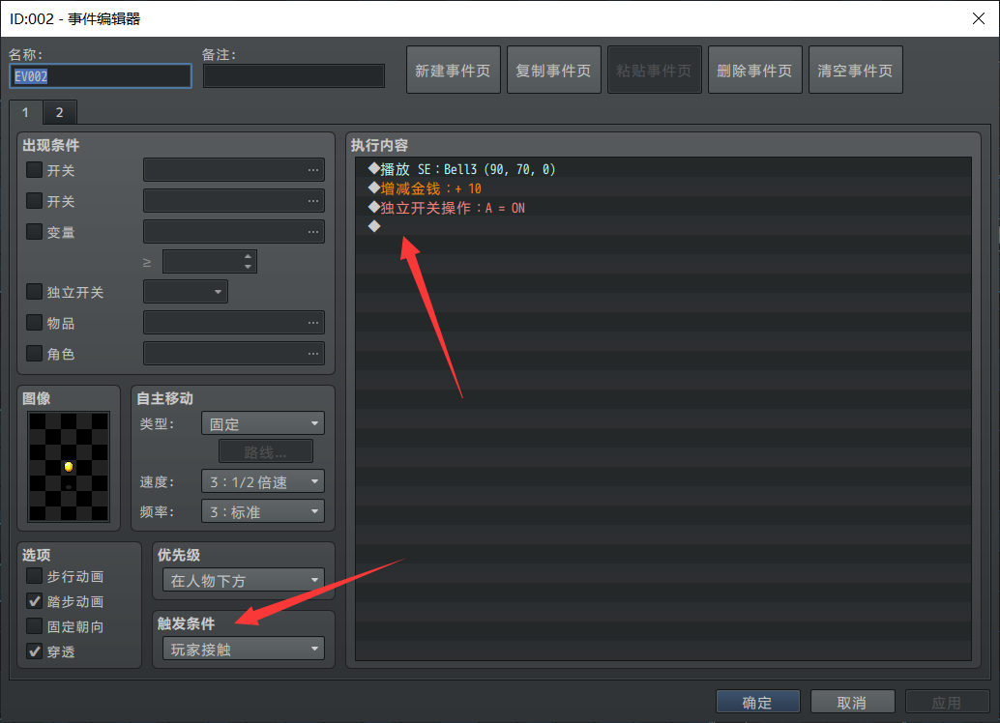 ID:002 - 事件编辑器
名称:
备注:
EV002
新建事件页
复制事件页
粘贴事件页
删除事件页
清空事件页
1
2
出现条件
开关
...
开关
...
变量
...
≥
独立开关
物品
...
角色
...
图像
自主移动
类型:
固定
路线...
速度:
3：1/2 倍速
频率:
3：标准
选项
步行动画
踏步动画
固定朝向
穿透
优先级
在人物下方
触发条件
玩家接触
执行内容
◆播放 SE：Bell3 (90, 70, 0)
◆增减金钱：+ 10
◆独立开关操作：A = ON
◆
确定
取消
应用